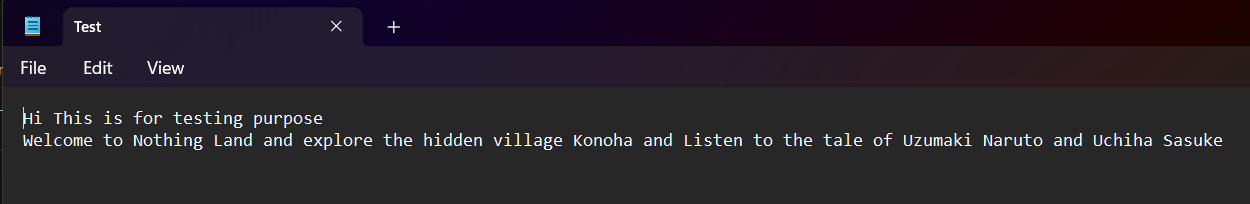 Test
File Edit View
Hi This is for testing purpose
Welcome to Nothing Land and explore the hidden village Konoha and Listen to the tale of Uzumaki Naruto and Uchiha Sasuke